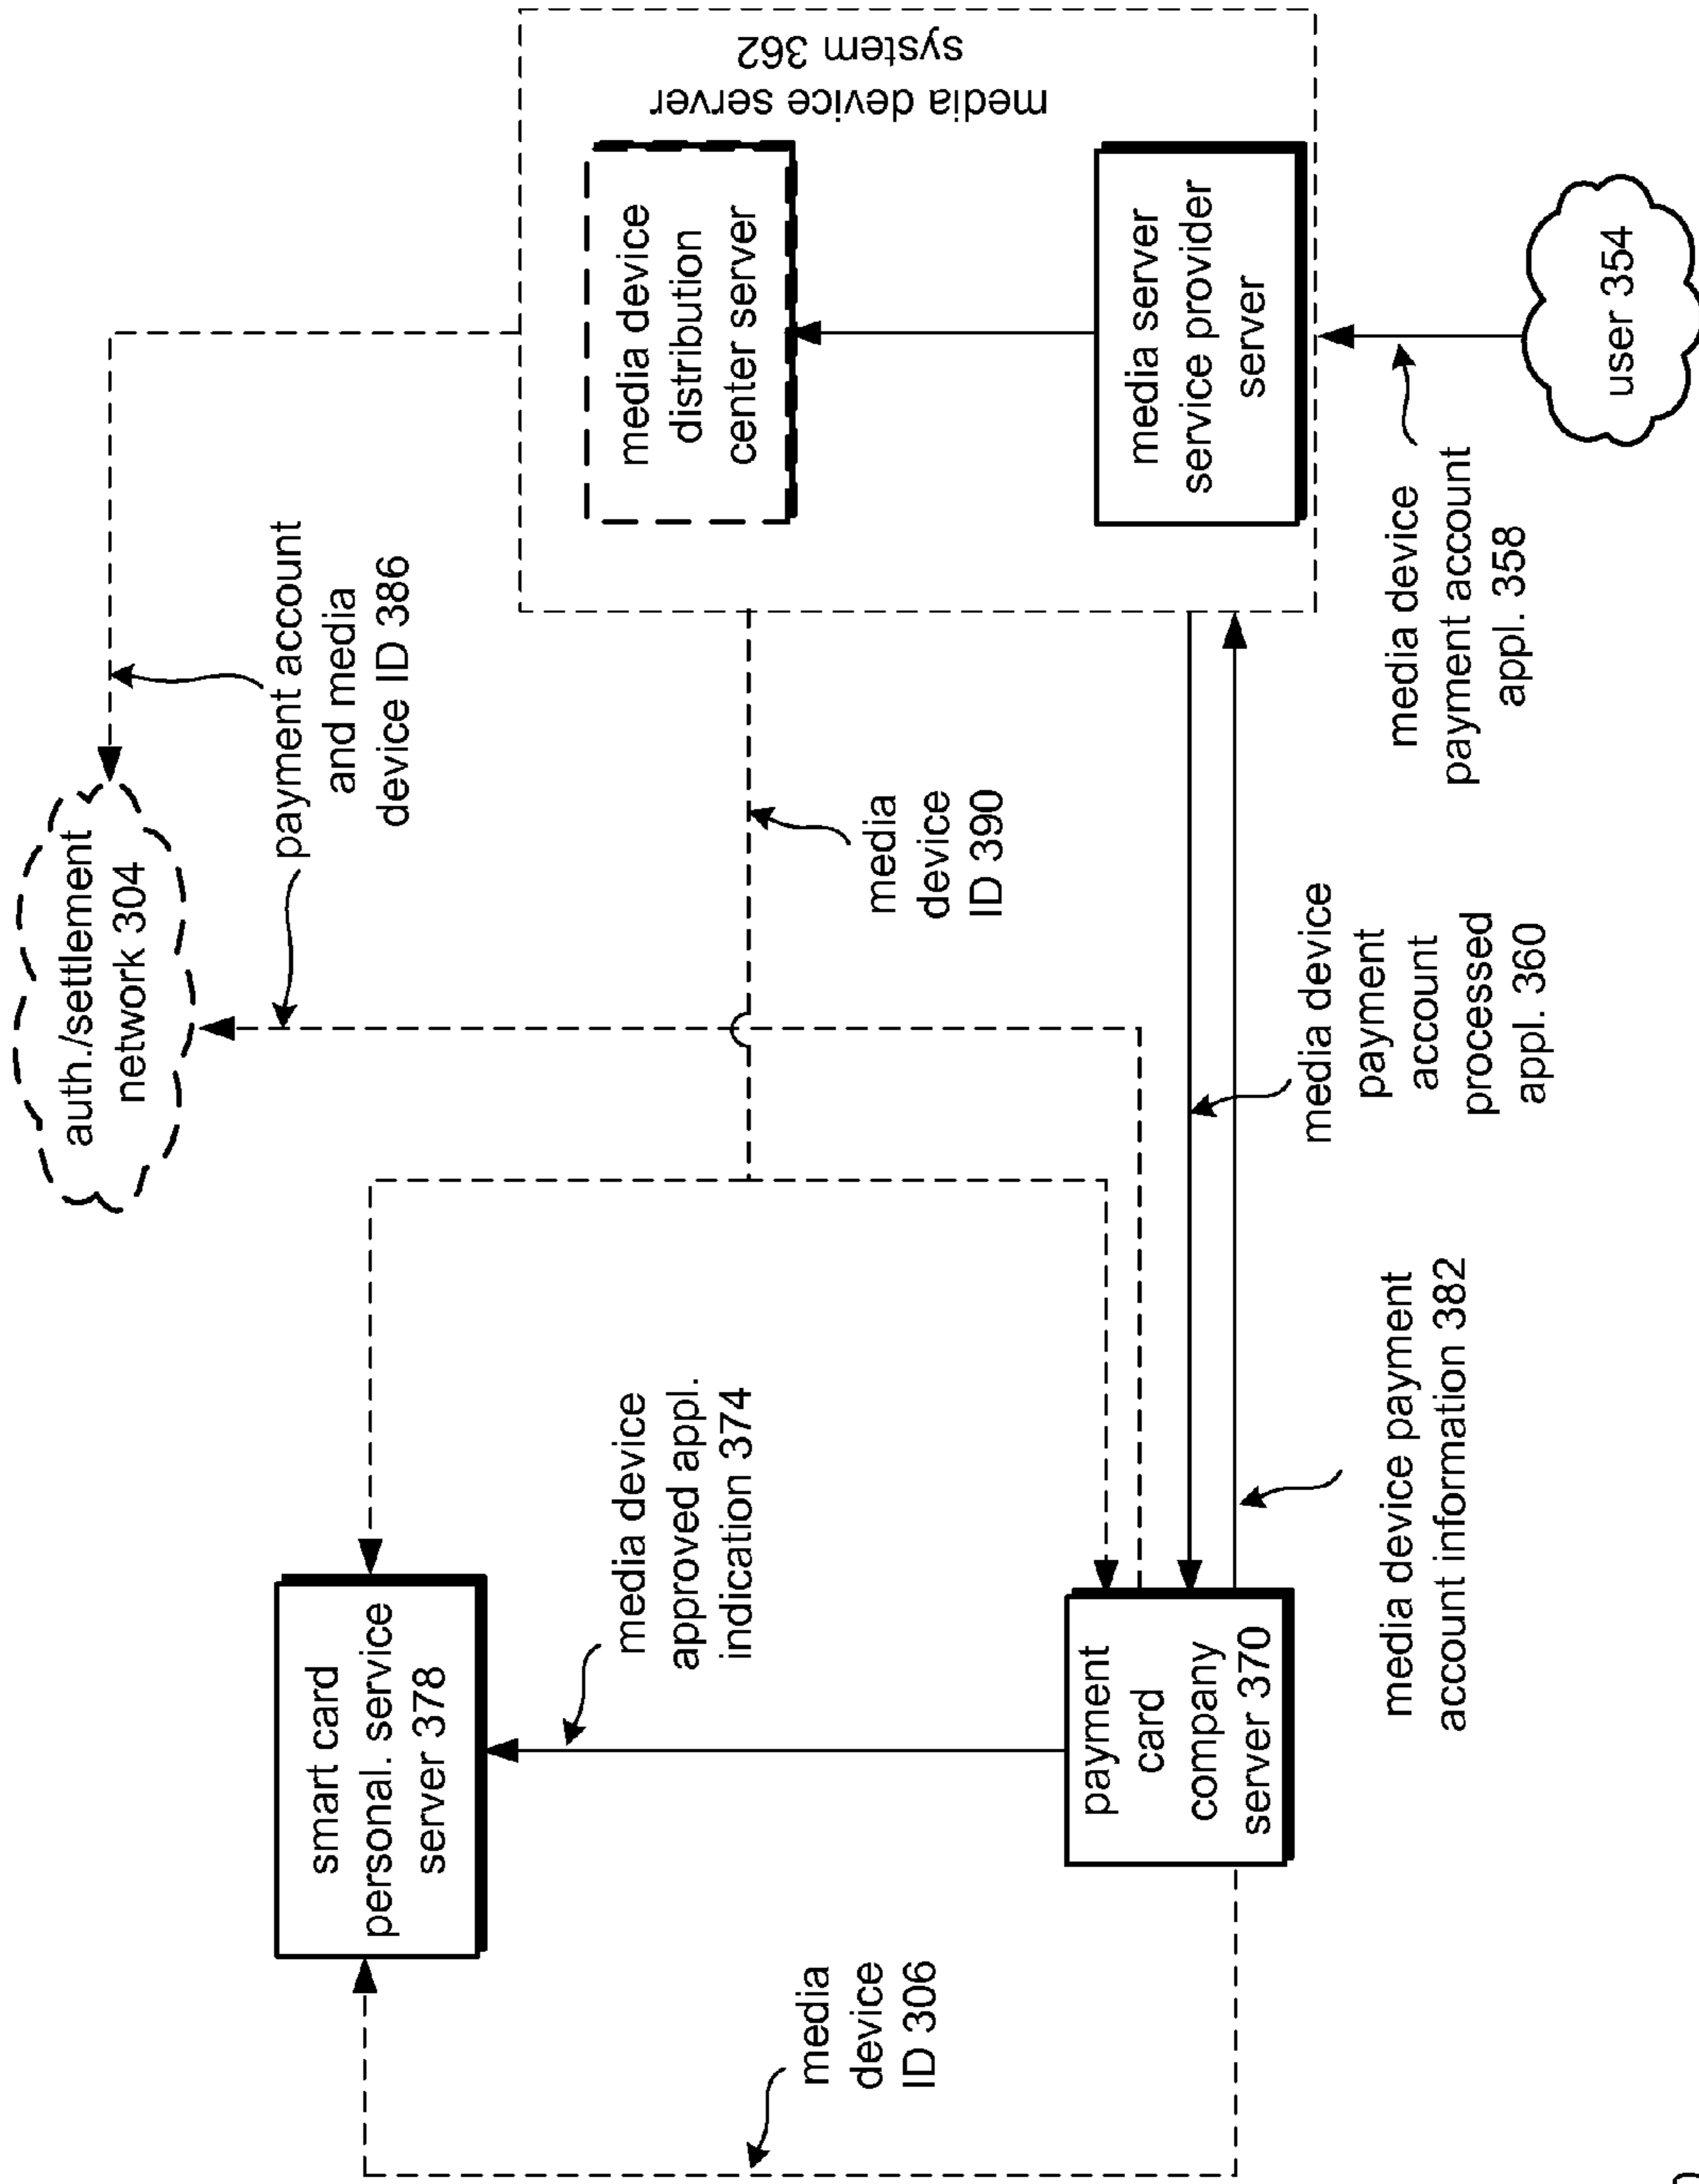 auth./settlement
network 304
payment account
and media
device ID 386
media device server
system 362
media device
distribution
center server
media server
service provider
server
user 354
media device
payment account
appl. 358
media
device
ID 390
media device
payment
account
processed
appl. 360
smart card
personal. service
server 378
media device
approved appl.
indication 374
payment
card
company
server 370
media device payment
account information 382
media
device
ID 306